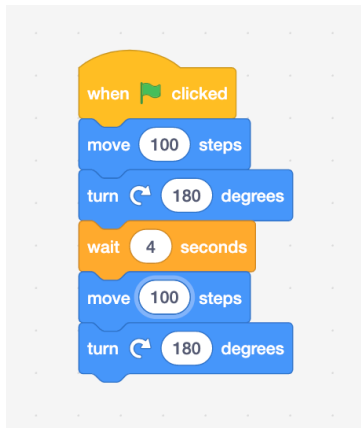 when clicked
move 100 steps
turn 180 degrees
wait 4 seconds
move 100 steps
turn 180 degrees